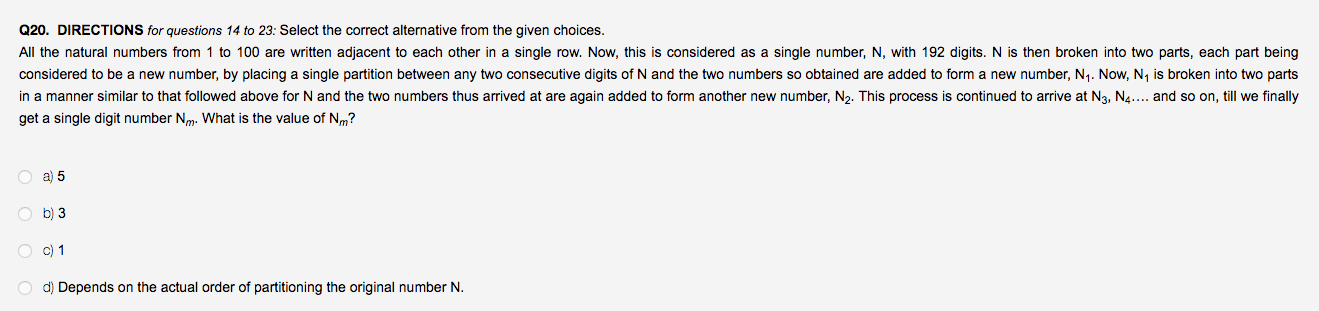 Q20. DIRECTIONS for questions 14 to 23: Select the correct alternative from the given choices.
All the natural numbers from 1 to 100 are written adjacent to each other in a single row. Now, this is considered as a single number, N, with 192 digits. N is then broken into two parts, each part being
considered to be a new number, by placing a single partition between any two consecutive digits of N and the two numbers so obtained are added to form a new number, N₁. Now, N₁ is broken into two parts
in a manner similar to that followed above for N and the two numbers thus arrived at are again added to form another new number, N₂. This process is continued to arrive at N₃, N₄.... and so on, till we finally
get a single digit number Nₘ. What is the value of Nₘ?
a) 5
b) 3
c) 1
d) Depends on the actual order of partitioning the original number N.